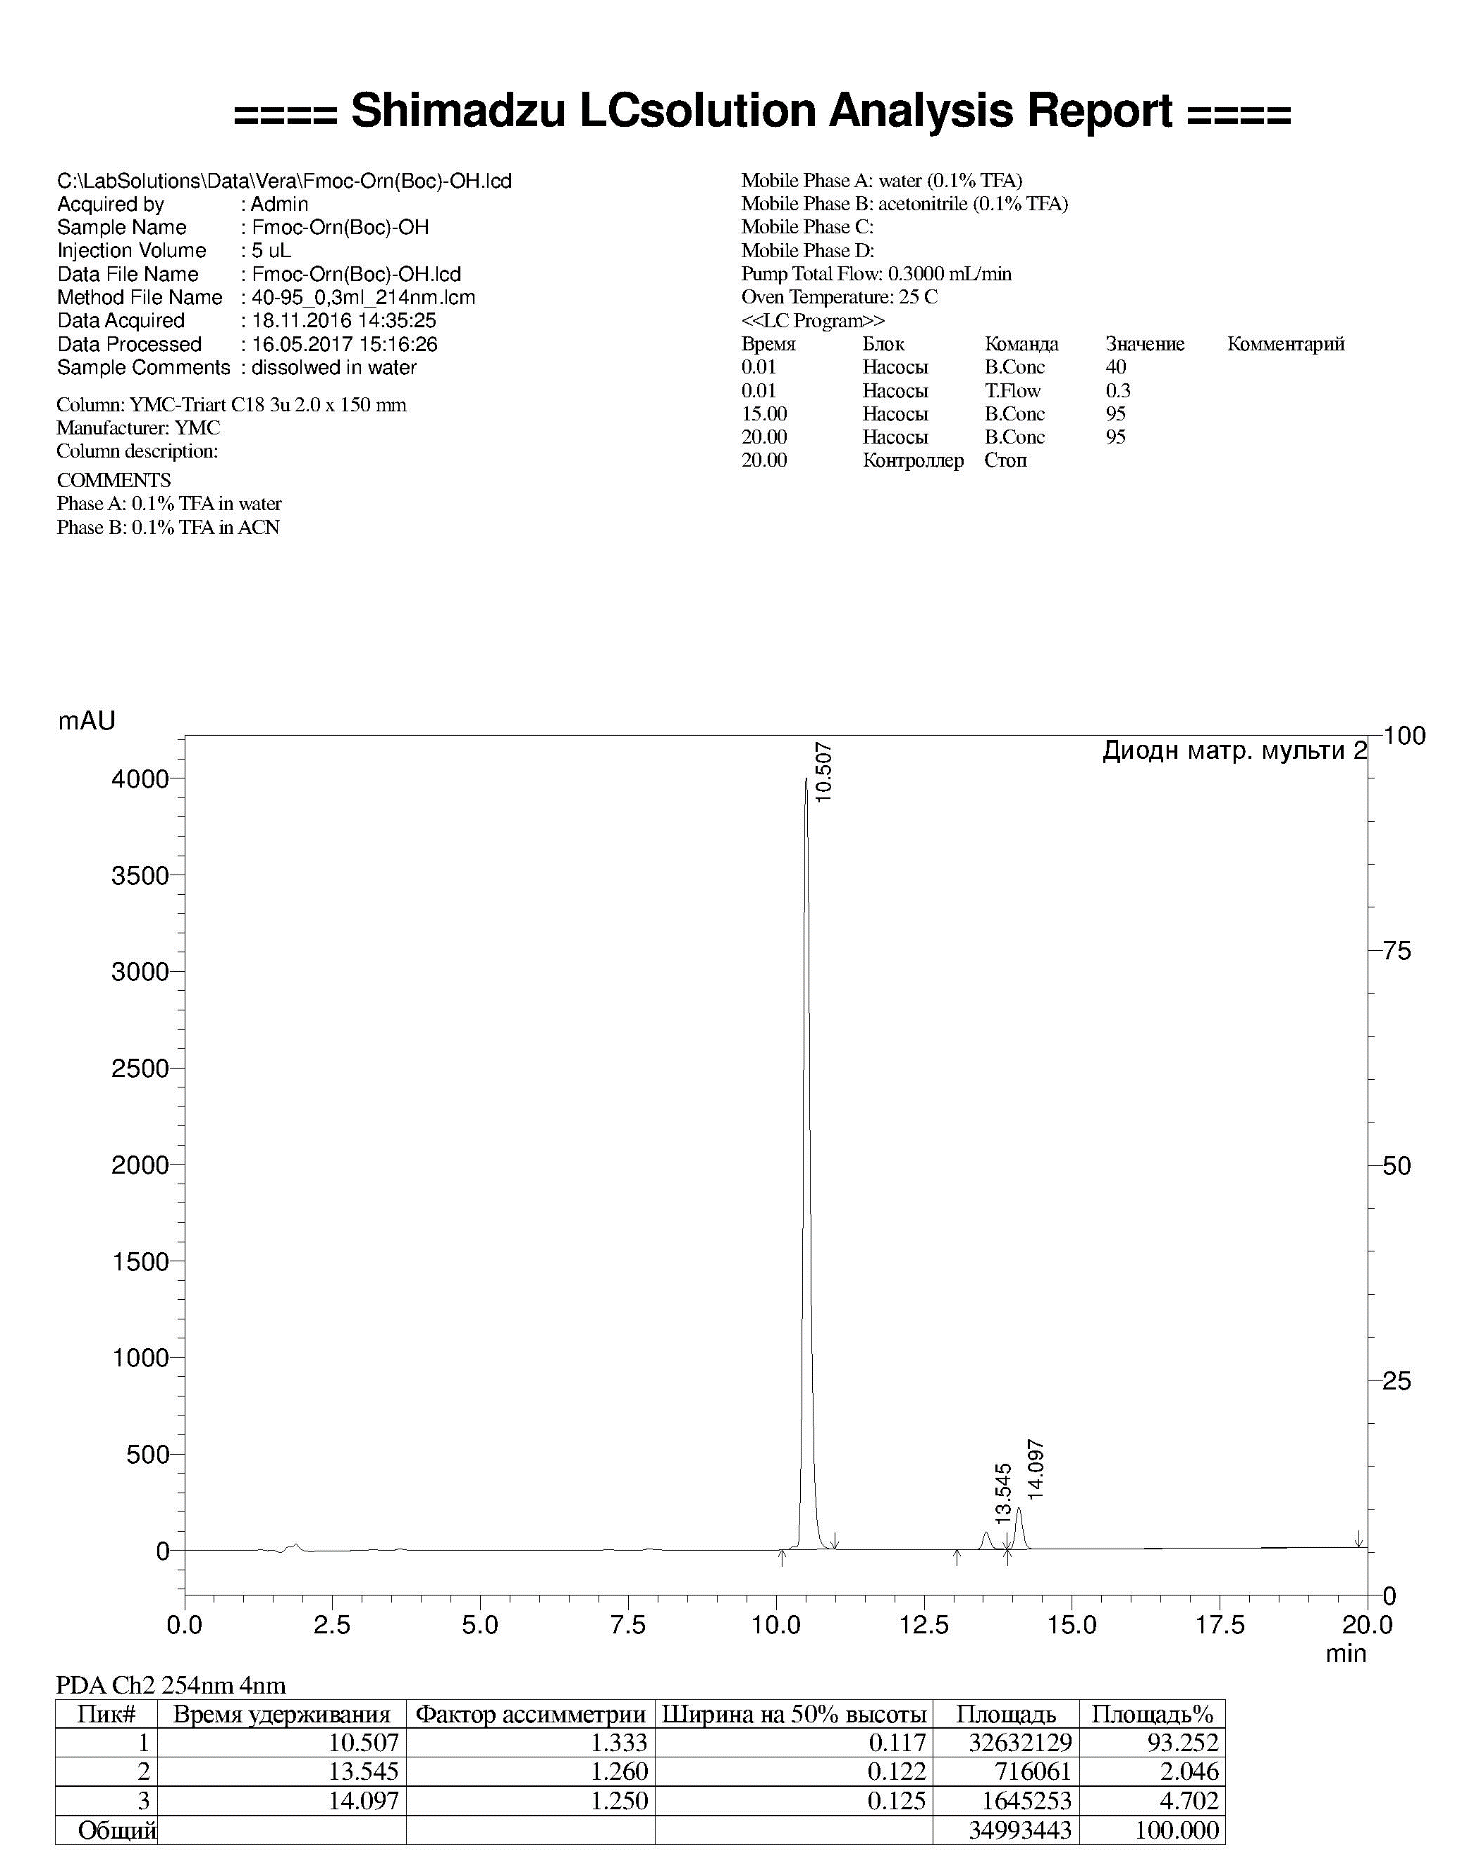 ==== Shimadzu LCsolution Analysis Report ====
C:\LabSolutions\Data\Vera\Fmoc-Orn(Boc)-OH.lcd
Acquired by : Admin
Sample Name : Fmoc-Orn(Boc)-OH
Injection Volume : 5 uL
Data File Name : Fmoc-Orn(Boc)-OH.lcd
Method File Name : 40-95_0,3ml_214nm.lcm
Data Acquired : 18.11.2016 14:35:25
Data Processed : 16.05.2017 15:16:26
Sample Comments : dissolwed in water
Column: YMC-Triart C18 3u 2.0 x 150 mm
Manufacturer: YMC
Column description:
COMMENTS
Phase A: 0.1% TFA in water
Phase B: 0.1% TFA in ACN
Mobile Phase A: water (0.1% TFA)
Mobile Phase B: acetonitrile (0.1% TFA)
Mobile Phase C:
Mobile Phase D:
Pump Total Flow: 0.3000 mL/min
Oven Temperature: 25 C
<<LC Program>>
Время Блок Команда Значение Комментарий
0.01 Насосы B.Conc 40
0.01 Насосы T.Flow 0.3
15.00 Насосы B.Conc 95
20.00 Насосы B.Conc 95
20.00 Контроллер Стоп
mAU
Диодн матр. мульти 2
4000
3500
3000
2500
2000
1500
1000
500
0
10.507
13.545
14.097
100
75
50
25
0
0.0 2.5 5.0 7.5 10.0 12.5 15.0 17.5 20.0
min
PDA Ch2 254nm 4nm
Пик# Время удерживания Фактор ассимметрии Ширина на 50% высоты Площадь Площадь%
1 10.507 1.333 0.117 32632129 93.252
2 13.545 1.260 0.122 716061 2.046
3 14.097 1.250 0.125 1645253 4.702
Общий 34993443 100.000